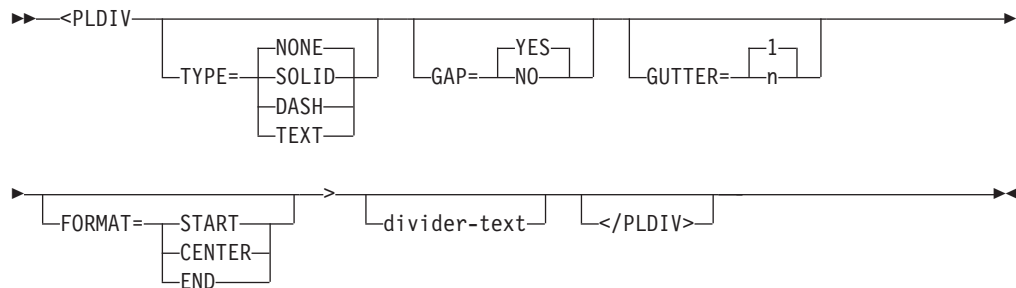 <PLDIV
NONE YES 1
TYPE= SOLID GAP= NO GUTTER= n
DASH
TEXT
>
FORMAT= START divider-text </PLDIV>
CENTER
END